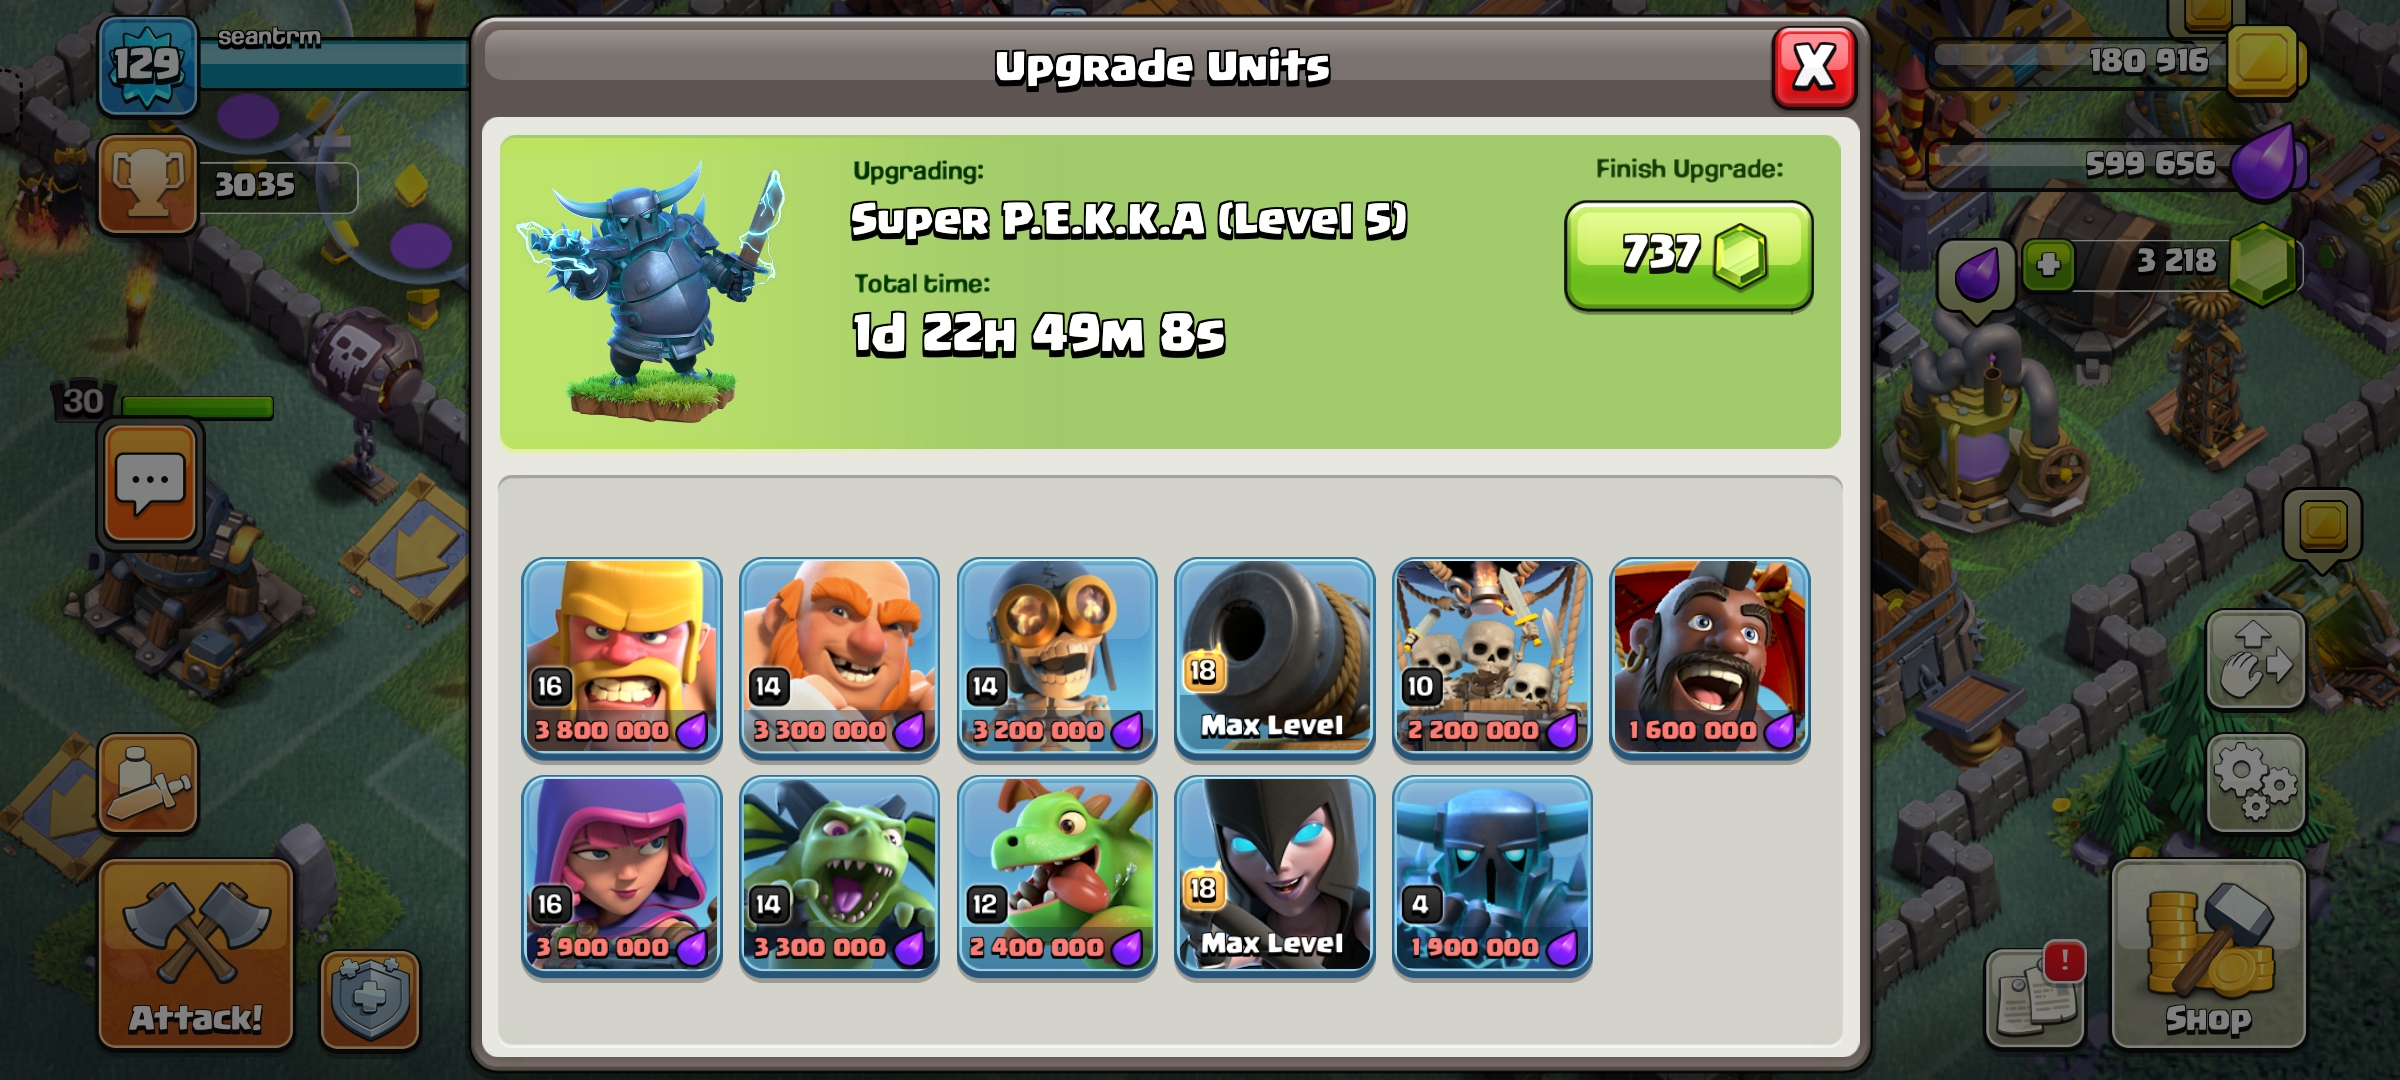 129
seantrm
Upgrade Units
X
180 916
3035
Upgrading:
Super P.E.K.K.A (Level 5)
Finish Upgrade:
737
599 656
Total time:
1d 22H 49M 8s
3 218
30
16
3 800 000
14
3 300 000
14
3 200 000
18
Max Level
10
2 200 000
1 600 000
16
3 900 000
14
3 300 000
12
2 400 000
18
Max Level
4
1 900 000
Attack!
!
Shop